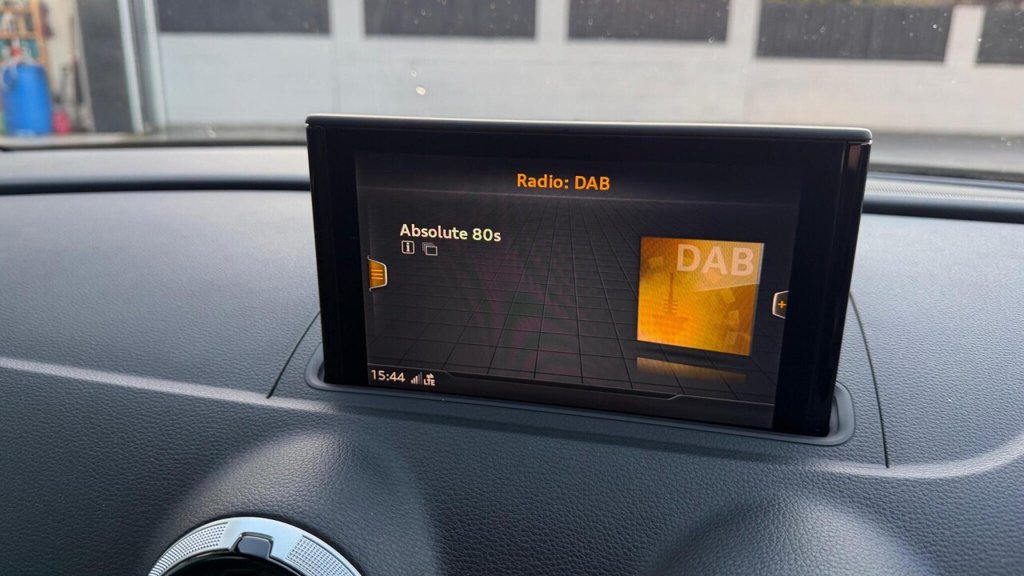 Radio: DAB
Absolute 80s
DAB
15:44 LTE